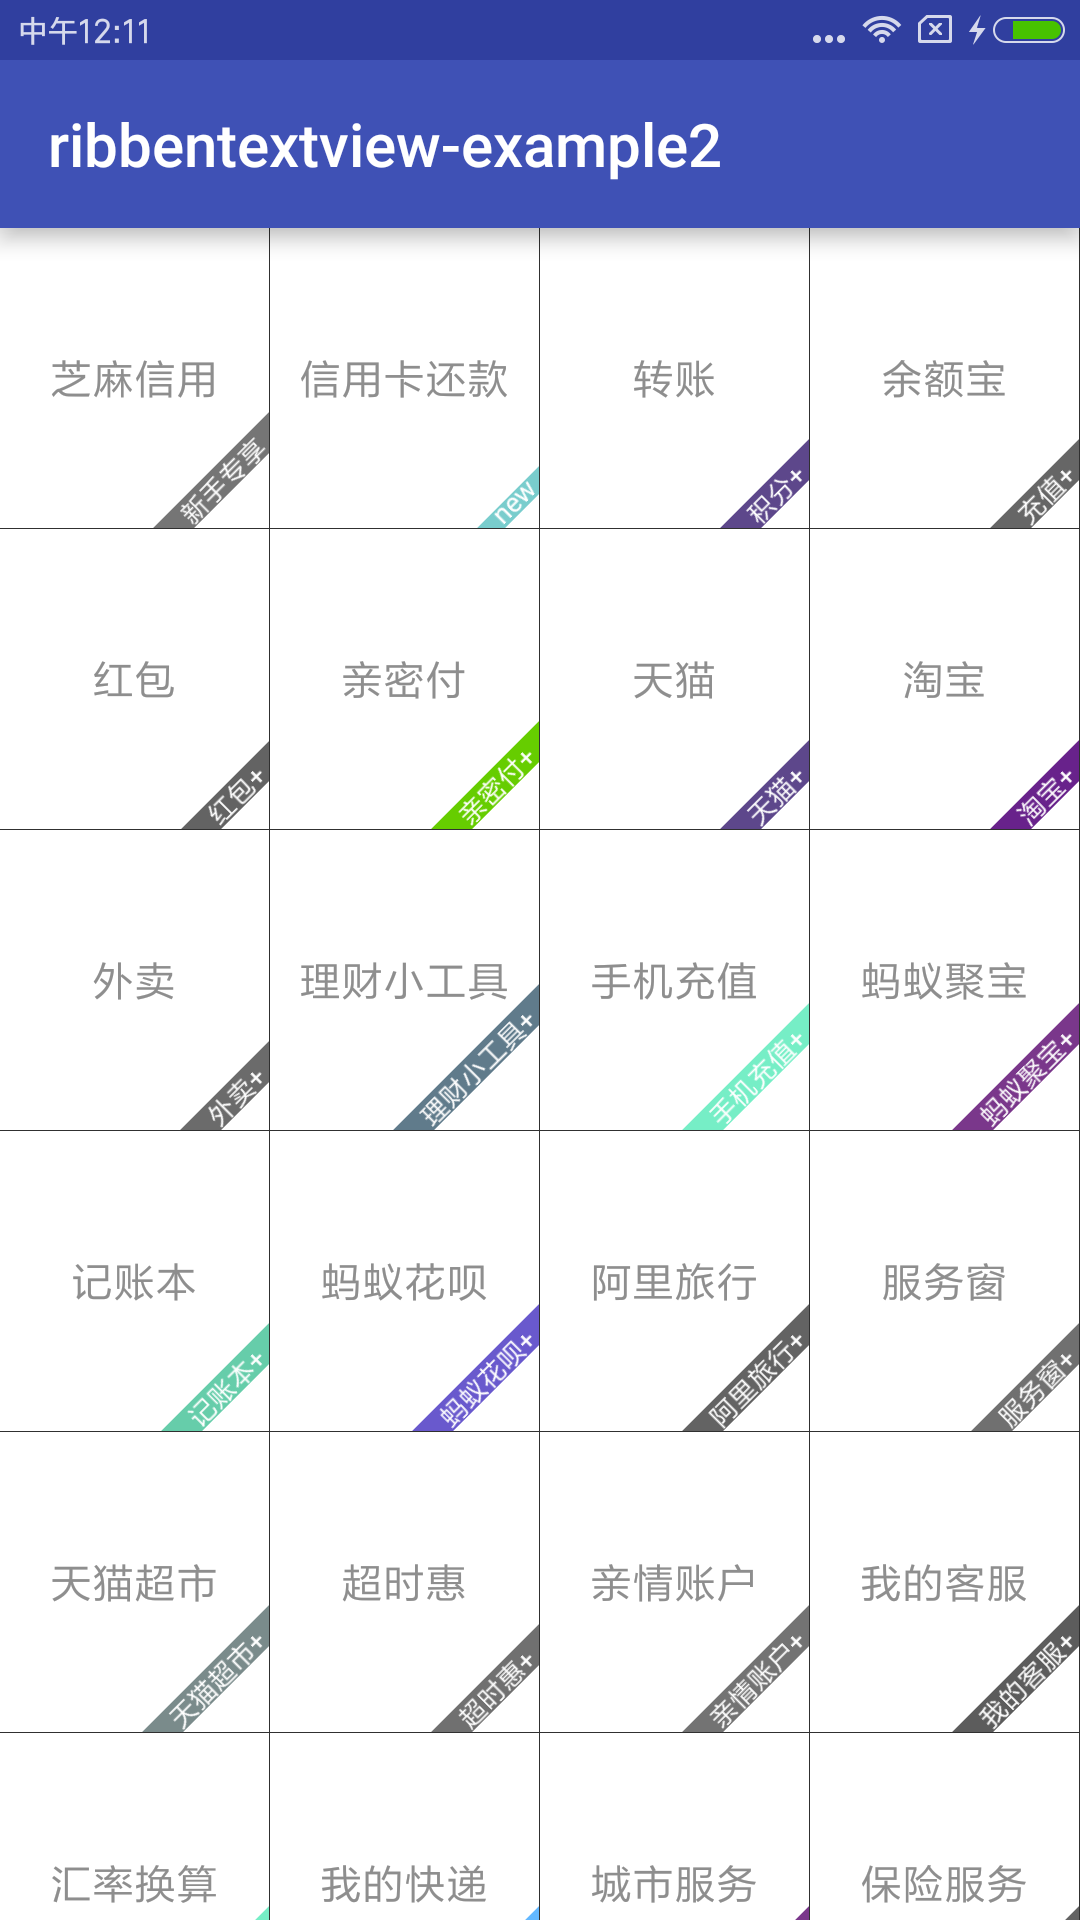 中午12:11
ribbentextview-example2
芝麻信用
新手专享
信用卡还款
new
转账
积分+
余额宝
充值+
红包
红包+
亲密付
亲密付+
天猫
天猫+
淘宝
淘宝+
外卖
外卖+
理财小工具
理财小工具+
手机充值
手机充值+
蚂蚁聚宝
蚂蚁聚宝+
记账本
记账本+
蚂蚁花呗
蚂蚁花呗+
阿里旅行
阿里旅行+
服务窗
服务窗+
天猫超市
天猫超市+
超时惠
超时惠+
亲情账户
亲情账户+
我的客服
我的客服+
汇率换算
我的快递
城市服务
保险服务